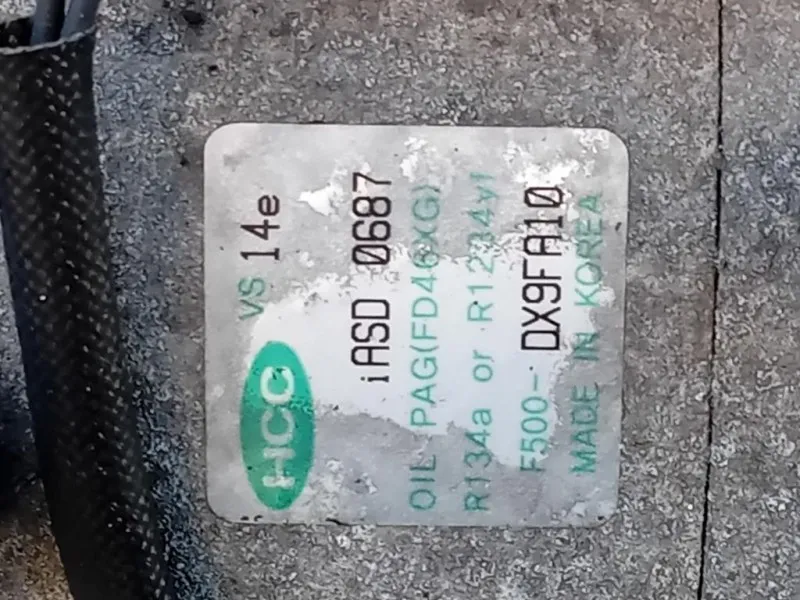 HCC VS 14e
iASD 0687
OIL PAG(FD46XG)
R134a or R1234yf
F500- DX9FA10
MADE IN KOREA